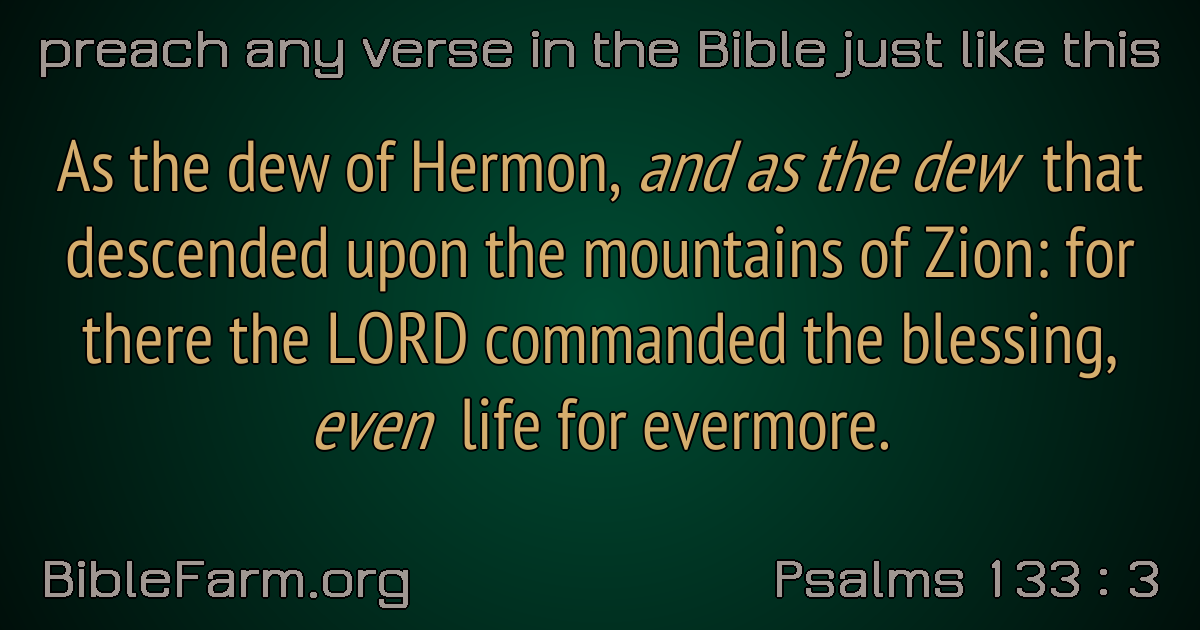 preach any verse in the Bible just like this
As the dew of Hermon, and as the dew that
descended upon the mountains of Zion: for
there the LORD commanded the blessing,
even life for evermore.
BibleFarm.org
Psalms 133 : 3